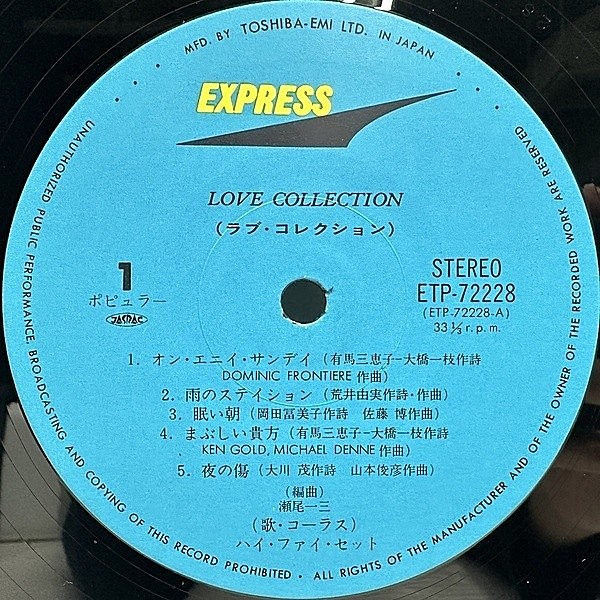 MFD. BY TOSHIBA-EMI LTD. IN JAPAN
EXPRESS
LOVE COLLECTION
(ラブ・コレクション)
1
ポピュラー
JASRAC
STEREO
ETP-72228
(ETP-72228-A)
33⅓ r.p.m.
1. オン・エニイ・サンデイ (有馬三恵子-大橋一枝作詩
DOMINIC FRONTIERE 作曲)
2. 雨のステイション (荒井由実作詩・作曲)
3. 眠い朝 (岡田冨美子作詩 佐藤 博作曲)
4. まぶしい貴方 (有馬三恵子-大橋一枝作詩
KEN GOLD, MICHAEL DENNE 作曲)
5. 夜の傷 (大川 茂作詩 山本俊彦作曲)
(編曲)
瀬尾一三
(歌・コーラス)
ハイ・ファイ・セット
UNAUTHORIZED PUBLIC PERFORMANCE, BROADCASTING AND COPYING OF THIS RECORD PROHIBITED • ALL RIGHTS OF THE MANUFACTURER AND OF THE OWNER OF THE RECORDED WORK ARE RESERVED